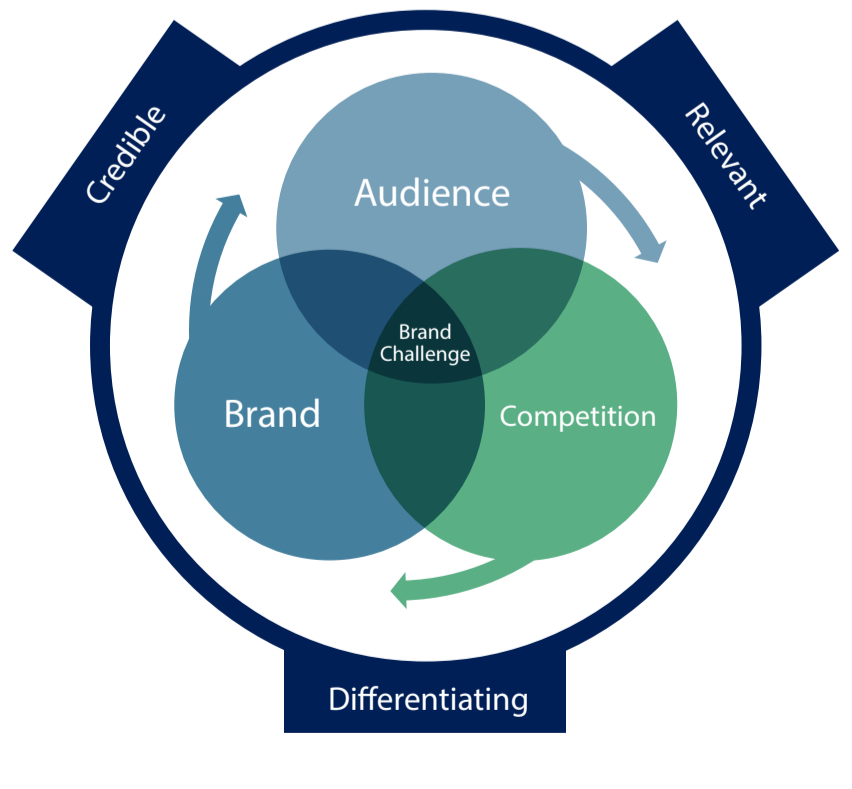 Credible
Relevant
Audience
Brand
Challenge
Brand
Competition
Differentiating